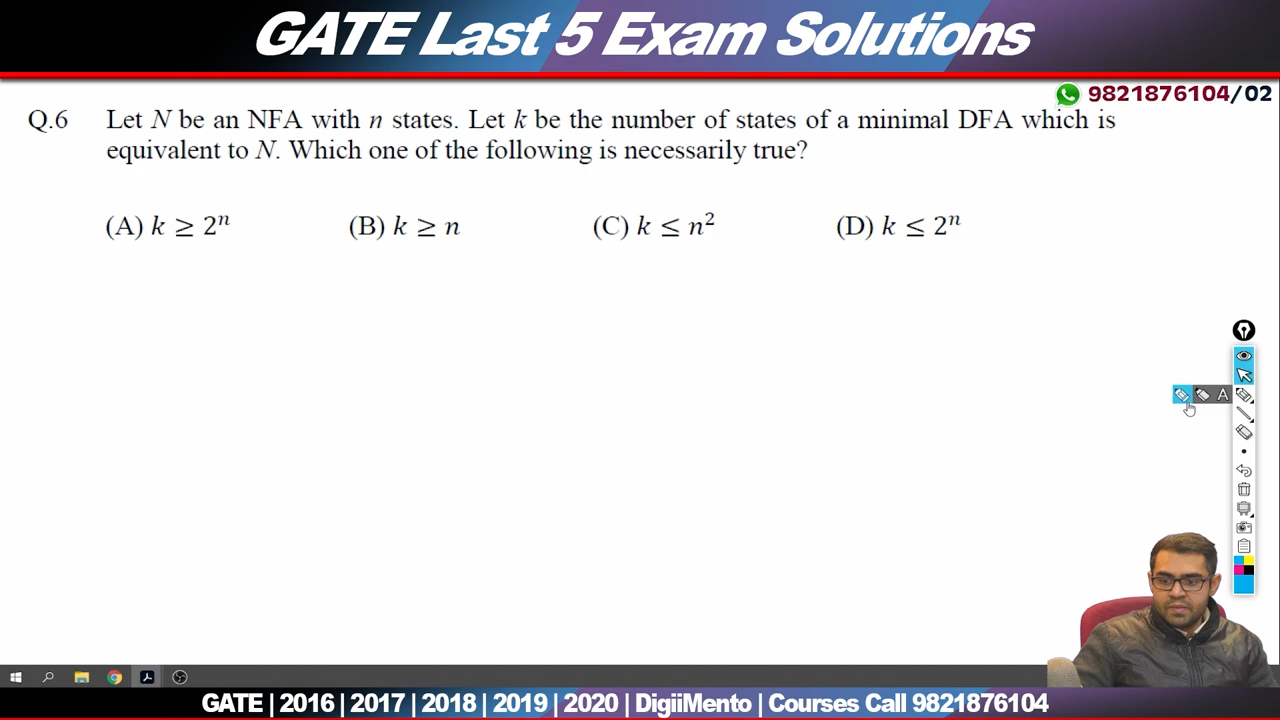 GATE Last 5 Exam Solutions
9821876104/02
Q.6 Let N be an NFA with n states. Let k be the number of states of a minimal DFA which is
equivalent to N. Which one of the following is necessarily true?
(A) k ≥ 2ⁿ (B) k ≥ n (C) k ≤ n² (D) k ≤ 2ⁿ
A
GATE | 2016 | 2017 | 2018 | 2019 | 2020 | DigiiMento | Courses Call 9821876104